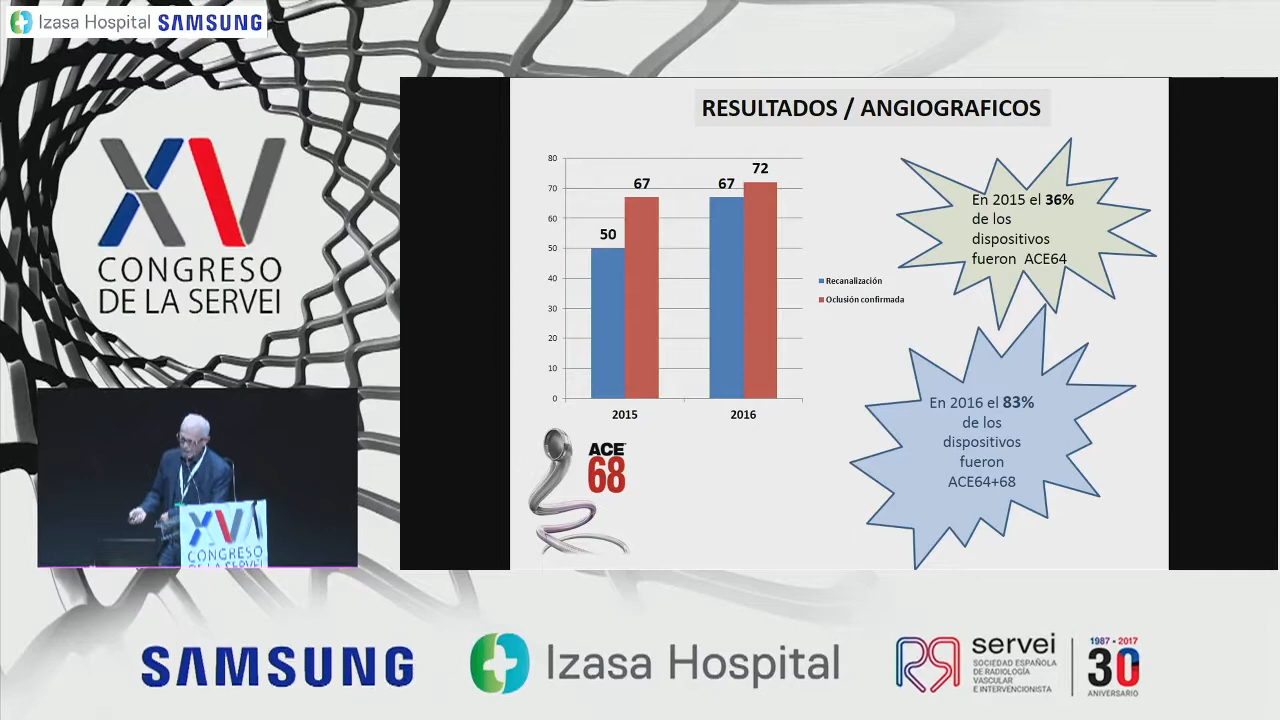 Izasa Hospital SAMSUNG
XV
CONGRESO
DE LA SERVEI
RESULTADOS / ANGIOGRAFICOS
80
70
60
50
40
30
20
10
0
50
67
67
72
2015
2016
Recanalización
Oclusión confirmada
En 2015 el 36%
de los
dispositivos
fueron ACE64
En 2016 el 83%
de los
dispositivos
fueron
ACE64+68
ACE
68
XV
CONGRESO
DE LA SERVEI
SAMSUNG
Izasa Hospital
servei
SOCIEDAD ESPAÑOLA
DE RADIOLOGÍA
VASCULAR
E INTERVENCIONISTA
1987 • 2017
30
ANIVERSARIO